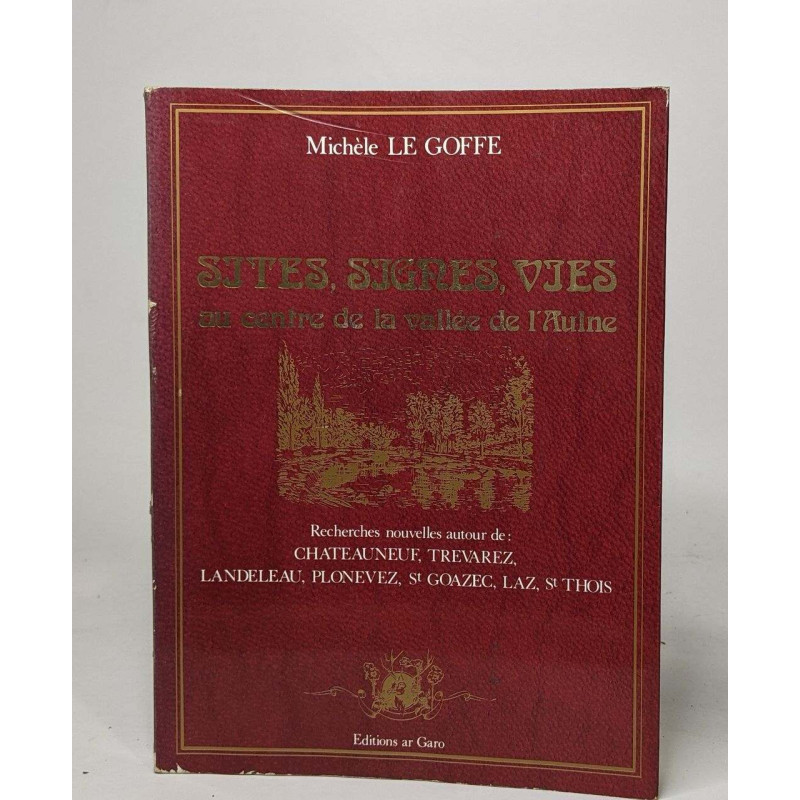 Michèle LE GOFFE
SITES, SIGNES, VIES
au centre de la vallée de l'Aulne
Recherches nouvelles autour de :
CHATEAUNEUF, TREVAREZ,
LANDELEAU, PLONEVEZ, St GOAZEC, LAZ, St THOIS
Editions ar Garo